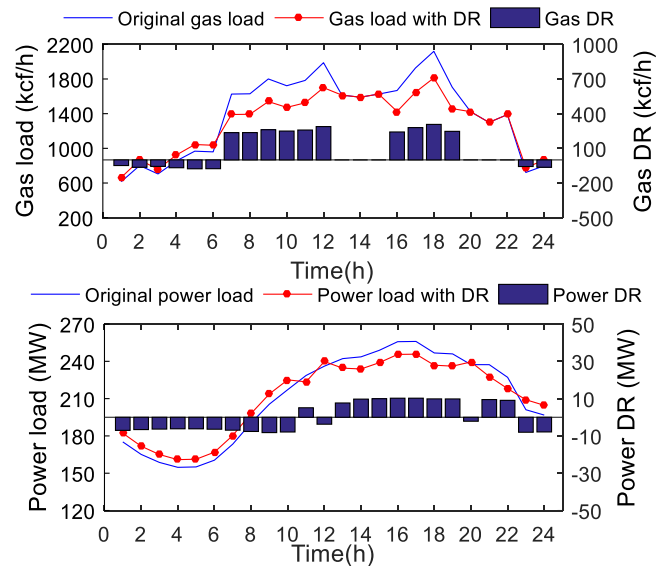 Original gas load Gas load with DR Gas DR
2200 1000
1800 700
1400 400
1000 100
600 -200
200 -500
0 2 4 6 8 10 12 14 16 18 20 22 24
Gas load (kcf/h)
Gas DR (kcf/h)
Time(h)
Original power load Power load with DR Power DR
270 50
240 30
210 10
180 -10
150 -30
120 -50
0 2 4 6 8 10 12 14 16 18 20 22 24
Power load (MW)
Power DR (MW)
Time(h)